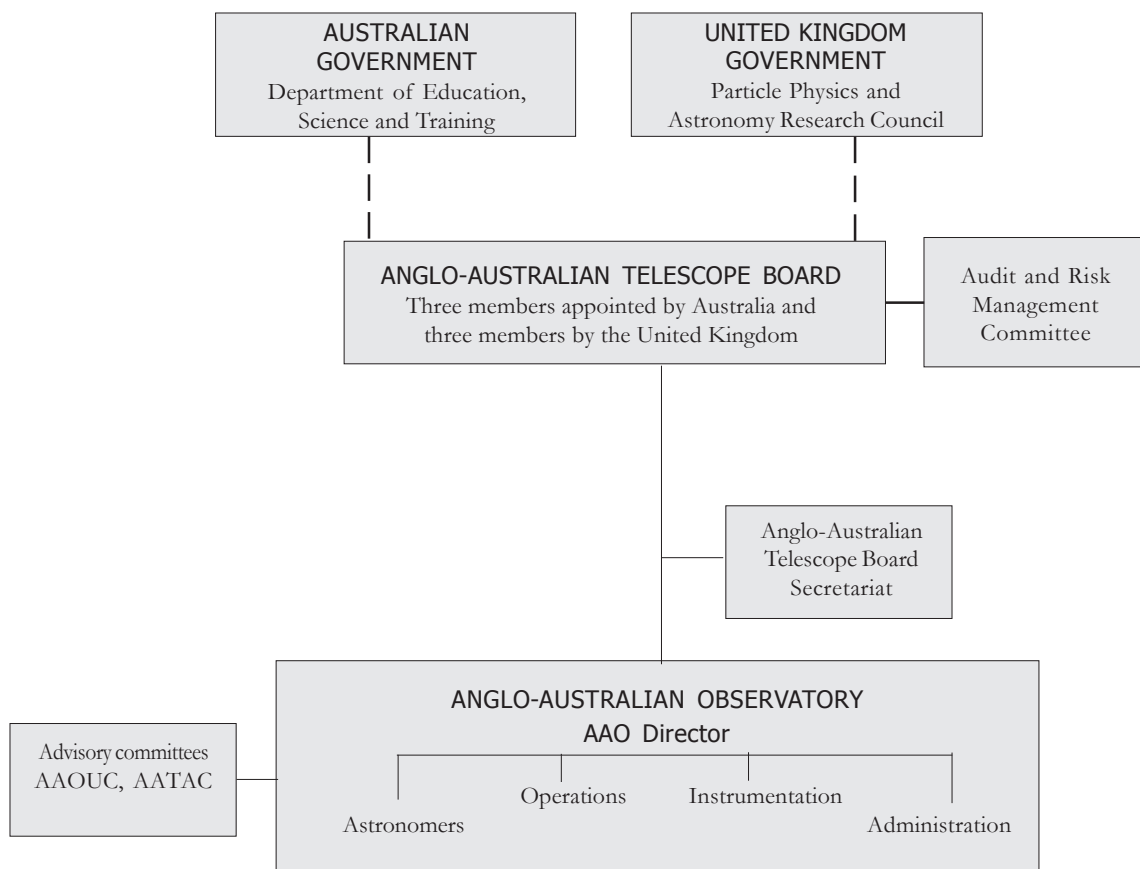 AUSTRALIAN
GOVERNMENT
Department of Education,
Science and Training
UNITED KINGDOM
GOVERNMENT
Particle Physics and
Astronomy Research Council
ANGLO-AUSTRALIAN TELESCOPE BOARD
Three members appointed by Australia and
three members by the United Kingdom
Audit and Risk
Management
Committee
Anglo-Australian
Telescope Board
Secretariat
ANGLO-AUSTRALIAN OBSERVATORY
AAO Director
Advisory committees
AAOUC, AATAC
Astronomers
Operations
Instrumentation
Administration